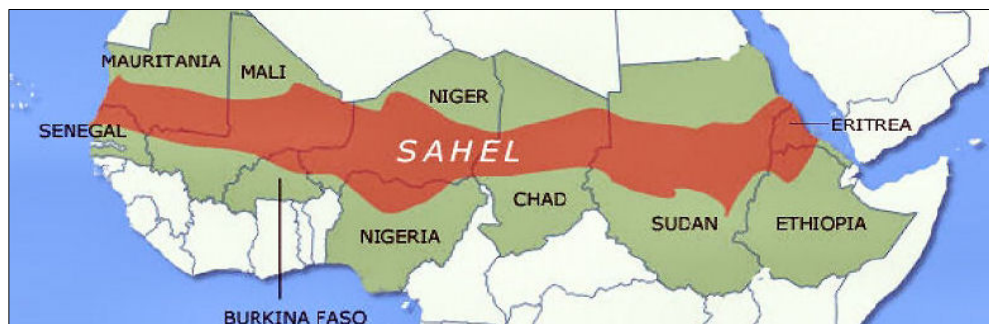 MAURITANIA
MALI
NIGER
SENEGAL
ERITREA
SAHEL
CHAD
NIGERIA
SUDAN
ETHIOPIA
BURKINA FASO